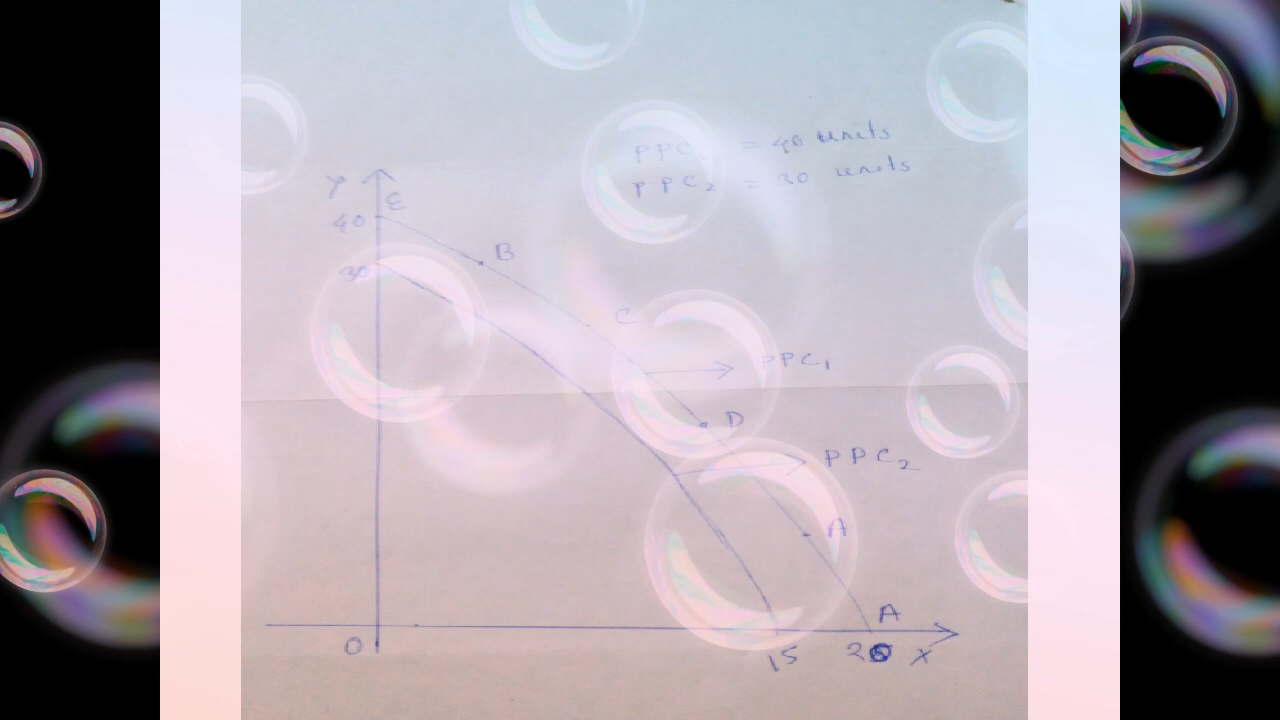 PPC1 = 40 units
PPC2 = 30 units
Y
E
40
B
30
C
PPC1
D
PPC2
A
A
O
15
20
X